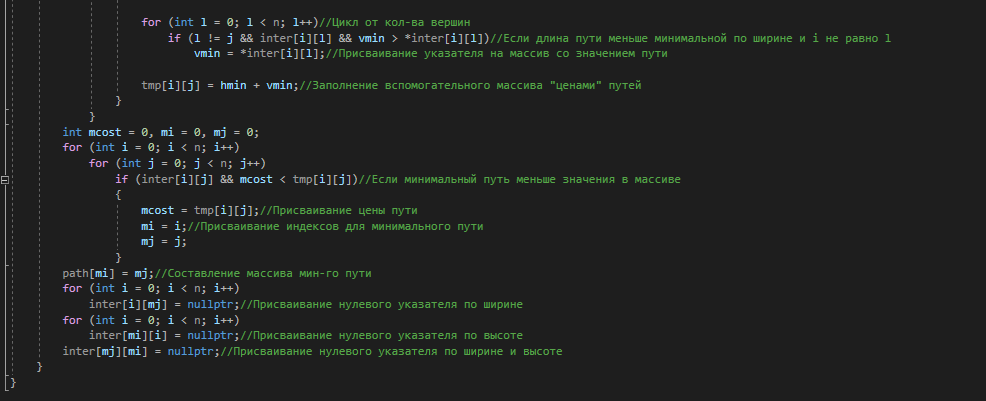 for (int l = 0; l < n; l++)//Цикл от кол-ва вершин
if (l != j && inter[i][l] && vmin > *inter[i][l])//Если длина пути меньше минимальной по ширине и i не равно l
vmin = *inter[i][l];//Присваивание указателя на массив со значением пути
tmp[i][j] = hmin + vmin;//Заполнение вспомогательного массива "ценами" путей
}
}
int mcost = 0, mi = 0, mj = 0;
for (int i = 0; i < n; i++)
for (int j = 0; j < n; j++)
if (inter[i][j] && mcost < tmp[i][j])//Если минимальный путь меньше значения в массиве
{
mcost = tmp[i][j];//Присваивание цены пути
mi = i;//Присваивание индексов для минимального пути
mj = j;
}
path[mi] = mj;//Составление массива мин-го пути
for (int i = 0; i < n; i++)
inter[i][mj] = nullptr;//Присваивание нулевого указателя по ширине
for (int i = 0; i < n; i++)
inter[mi][i] = nullptr;//Присваивание нулевого указателя по высоте
inter[mj][mi] = nullptr;//Присваивание нулевого указателя по ширине и высоте
}
}